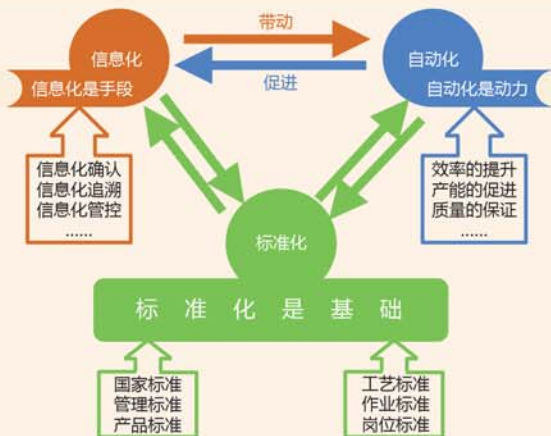 带动
信息化
自动化
促进
信息化是手段
自动化是动力
信息化确认
信息化追溯
信息化管控
......
效率的提升
产能的促进
质量的保证
......
标准化
标准化是基础
国家标准
管理标准
产品标准
工艺标准
作业标准
岗位标准